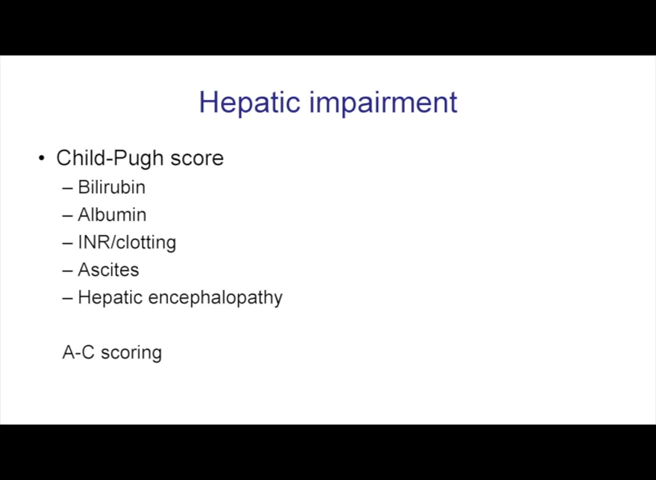 Hepatic impairment
• Child-Pugh score
– Bilirubin
– Albumin
– INR/clotting
– Ascites
– Hepatic encephalopathy
A-C scoring